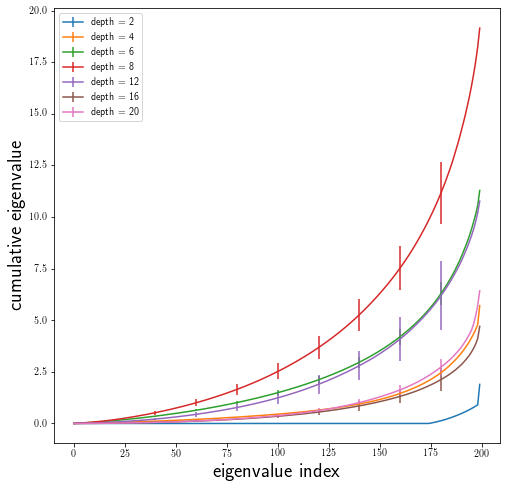 20.0
17.5
15.0
12.5
10.0
7.5
5.0
2.5
0.0
cumulative eigenvalue
depth = 2
depth = 4
depth = 6
depth = 8
depth = 12
depth = 16
depth = 20
0 25 50 75 100 125 150 175 200
eigenvalue index